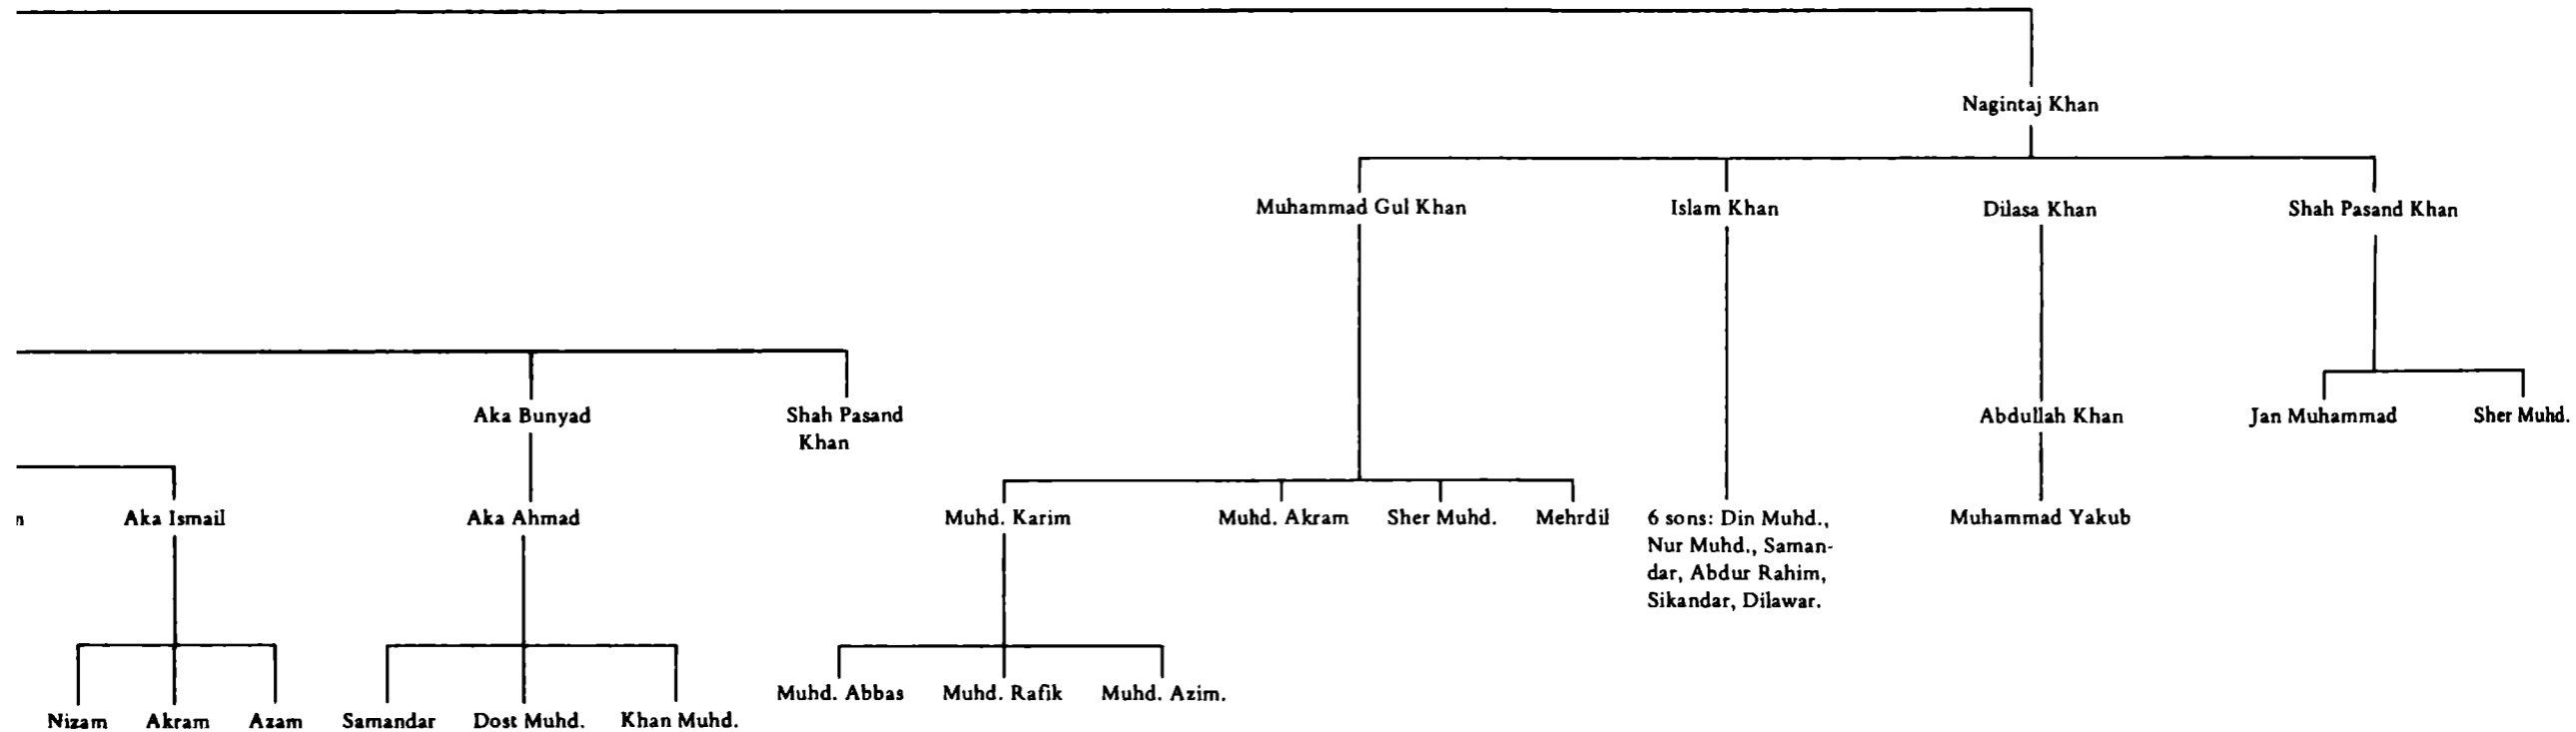 Nagintaj Khan
Muhammad Gul Khan
Islam Khan
Dilasa Khan
Shah Pasand Khan
Aka Bunyad
Shah Pasand
Khan
Abdullah Khan
Jan Muhammad
Sher Muhd.
n
Aka Ismail
Aka Ahmad
Muhd. Karim
Muhd. Akram
Sher Muhd.
Mehrdil
6 sons: Din Muhd.,
Nur Muhd., Saman-
dar, Abdur Rahim,
Sikandar, Dilawar.
Muhammad Yakub
Muhd. Abbas
Muhd. Rafik
Muhd. Azim.
Nizam
Akram
Azam
Samandar
Dost Muhd.
Khan Muhd.